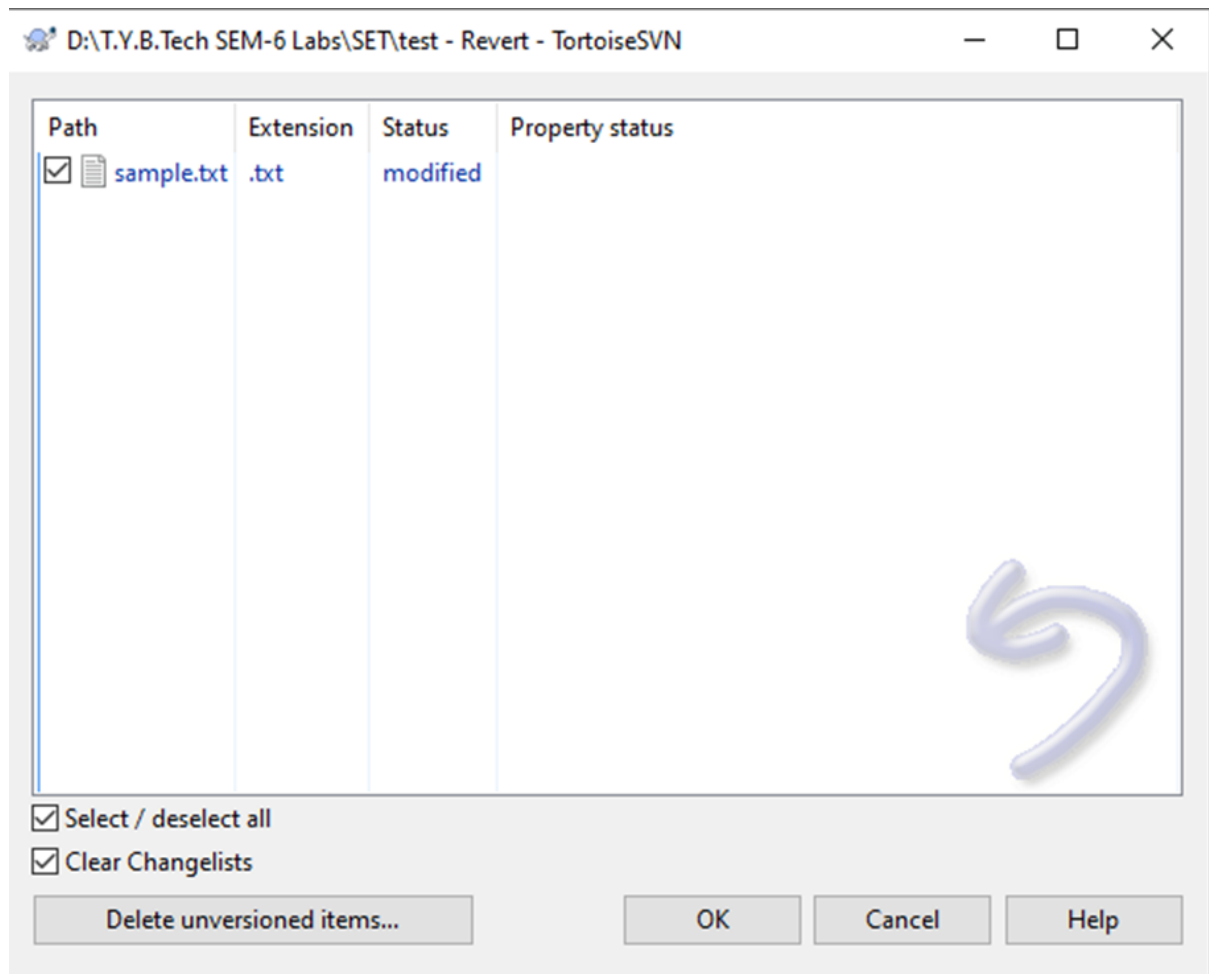 D:\T.Y.B.Tech SEM-6 Labs\SET\test - Revert - TortoiseSVN
Path Extension Status Property status
sample.txt .txt modified
Select / deselect all
Clear Changelists
Delete unversioned items... OK Cancel Help